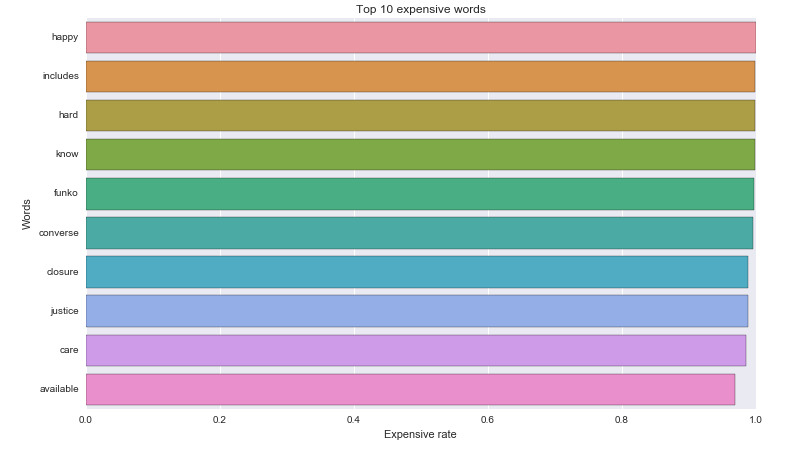 Top 10 expensive words
Words
happy
includes
hard
know
funko
converse
closure
justice
care
available
0.0 0.2 0.4 0.6 0.8 1.0
Expensive rate